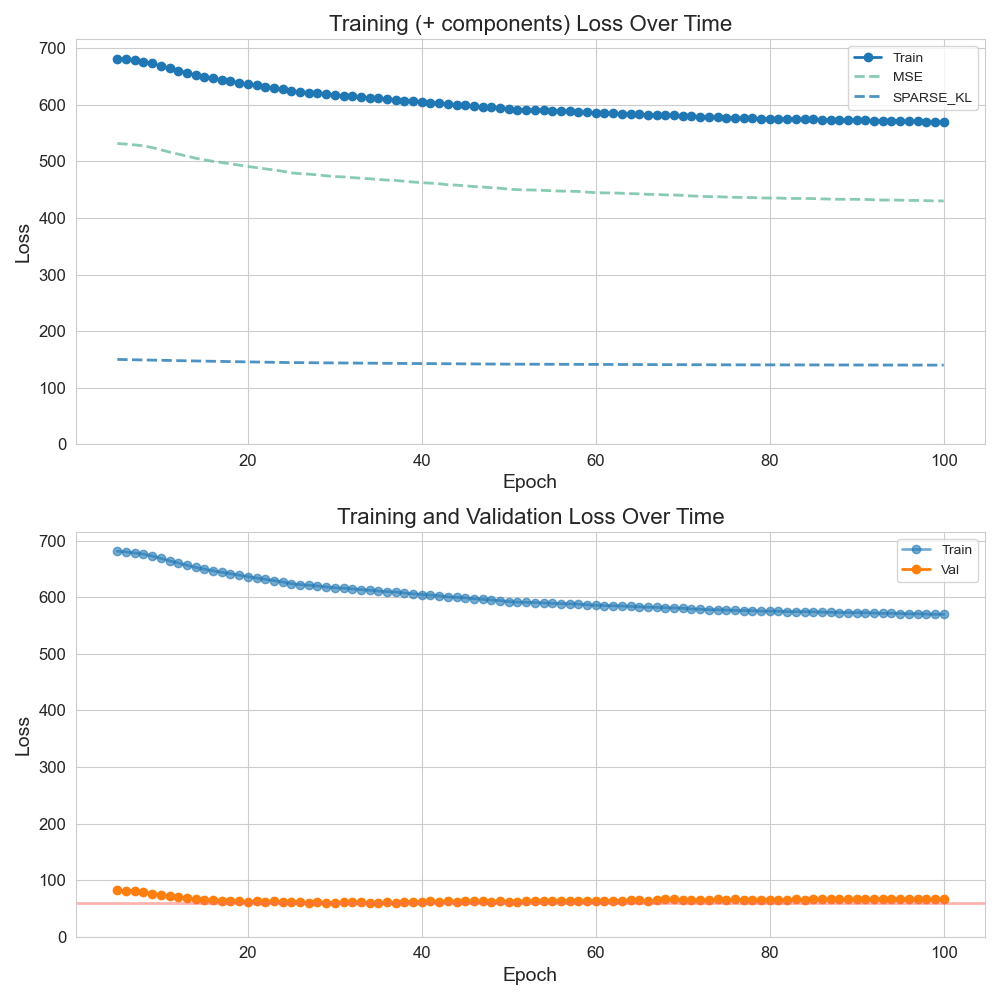 Training (+ components) Loss Over Time
700
600
500
400
300
200
100
0
Loss
Train
MSE
SPARSE_KL
20 40 60 80 100
Epoch
Training and Validation Loss Over Time
700
600
500
400
300
200
100
0
Loss
Train
Val
20 40 60 80 100
Epoch